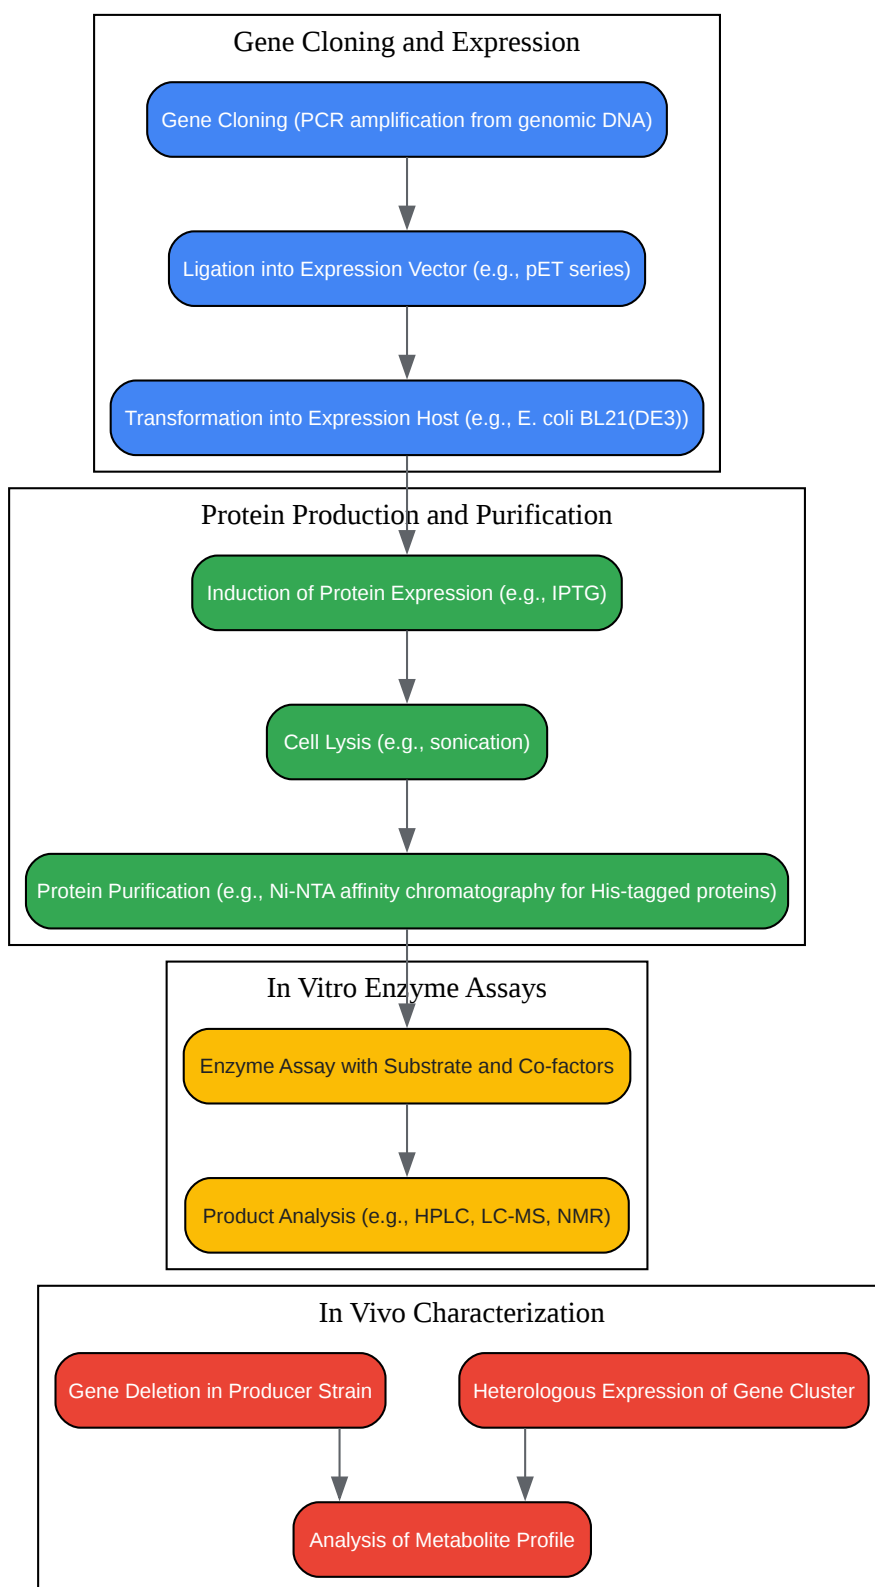 Gene Cloning and Expression
Gene Cloning (PCR amplification from genomic DNA)
Ligation into Expression Vector (e.g., pET series)
Transformation into Expression Host (e.g., E. coli BL21(DE3))
Protein Production and Purification
Induction of Protein Expression (e.g., IPTG)
Cell Lysis (e.g., sonication)
Protein Purification (e.g., Ni-NTA affinity chromatography for His-tagged proteins)
In Vitro Enzyme Assays
Enzyme Assay with Substrate and Co-factors
Product Analysis (e.g., HPLC, LC-MS, NMR)
In Vivo Characterization
Gene Deletion in Producer Strain
Heterologous Expression of Gene Cluster
Analysis of Metabolite Profile